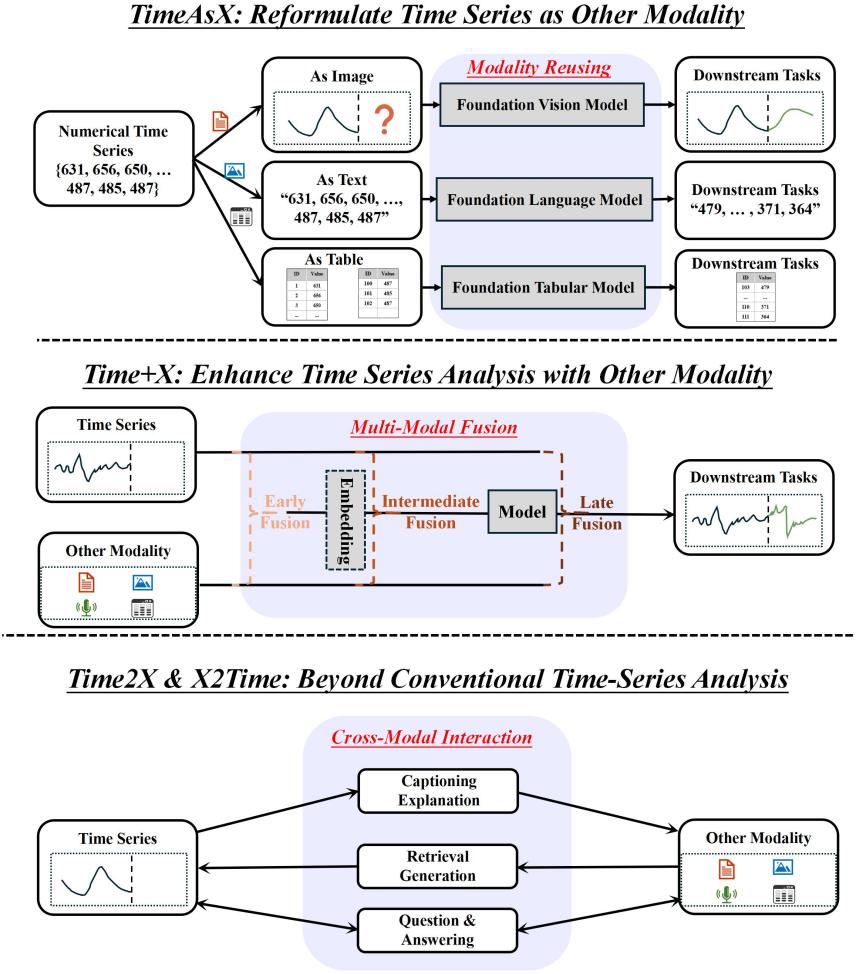 TimeAsX: Reformulate Time Series as Other Modality
Modality Reusing
Numerical Time
Series
{631, 656, 650, …
487, 485, 487}
As Image
?
Foundation Vision Model
Downstream Tasks
As Text
“631, 656, 650, …,
487, 485, 487”
Foundation Language Model
Downstream Tasks
“479, … , 371, 364”
As Table
ID Value
1 631
2 656
3 650
... ...
ID Value
100 487
101 485
102 487
Foundation Tabular Model
Downstream Tasks
ID Value
103 479
... ...
110 371
111 364
Time+X: Enhance Time Series Analysis with Other Modality
Multi-Modal Fusion
Time Series
Other Modality
Early
Fusion
Embedding
Intermediate
Fusion
Model
Late
Fusion
Downstream Tasks
Time2X & X2Time: Beyond Conventional Time-Series Analysis
Cross-Modal Interaction
Time Series
Captioning
Explanation
Retrieval
Generation
Question &
Answering
Other Modality